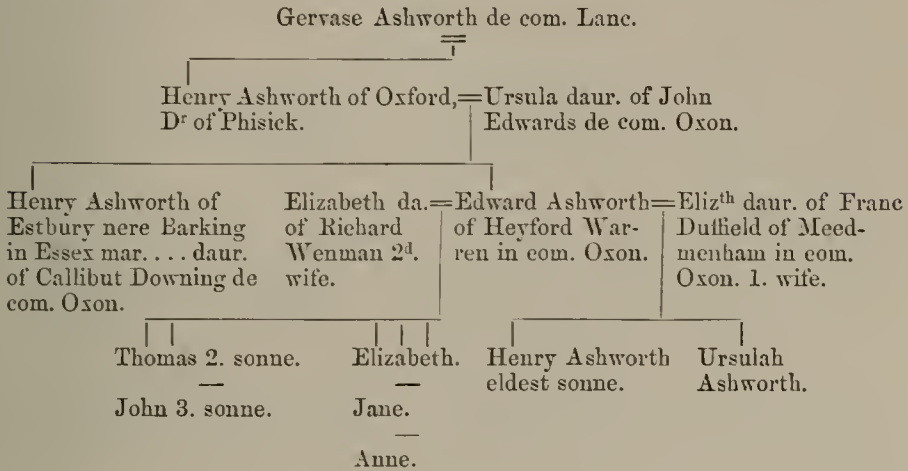 Gervase Ashworth de com. Lanc.
Henry Ashworth of Oxford,=Ursula daur. of John
Dr of Phisick. Edwards de com. Oxon.
Henry Ashworth of
Estbury nere Barking
in Essex mar. . . . daur.
of Callibut Downing de
com. Oxon.
Elizabeth da.=
of Richard
Wenman 2d.
wife.
Edward Ashworth=
of Heyford War-
ren in com. Oxon.
Elizth daur. of Franc
Duffield of Meed-
menham in com.
Oxon. 1. wife.
Thomas 2. sonne.
—
John 3. sonne.
Elizabeth.
—
Jane.
—
Anne.
Henry Ashworth
eldest sonne.
Ursulah
Ashworth.